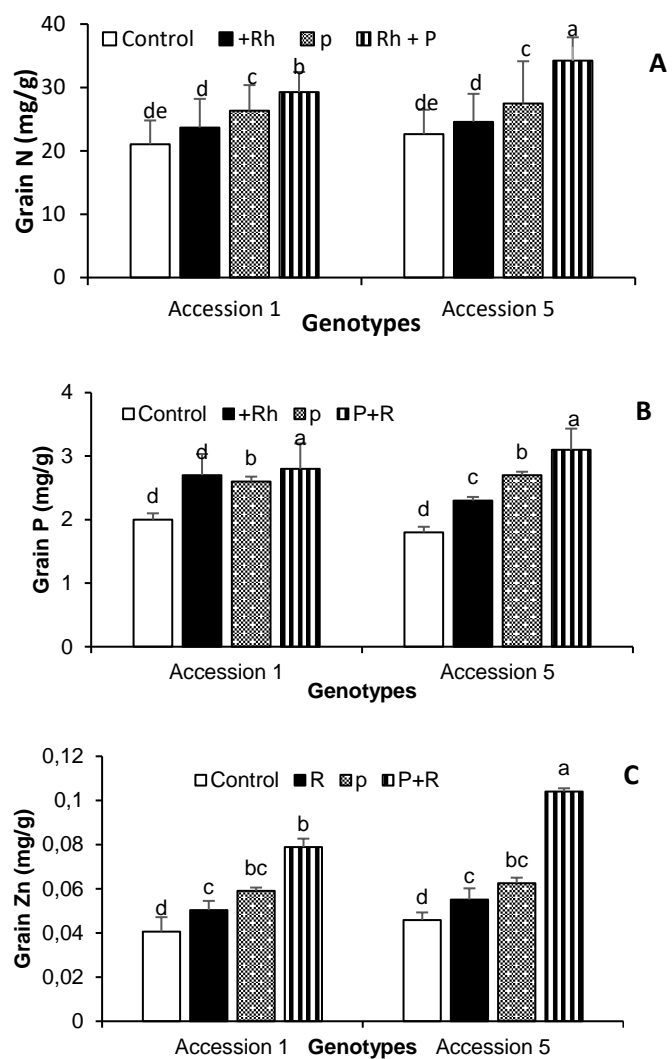 40
Control +Rh p Rh + P
A
a
c
b
30
c
d
d
de
de
20
10
0
Grain N (mg/g)
Accession 1
Accession 5
Genotypes
4
Control +Rh p P+R
B
a
d
a
3
b
b
c
d
d
2
1
0
Grain P (mg/g)
Accession 1
Accession 5
Genotypes
0,12
Control R p P+R
C
a
0,1
b
0,08
bc
bc
c
c
0,06
d
d
0,04
0,02
0
Grain Zn (mg/g)
Accession 1 Genotypes Accession 5